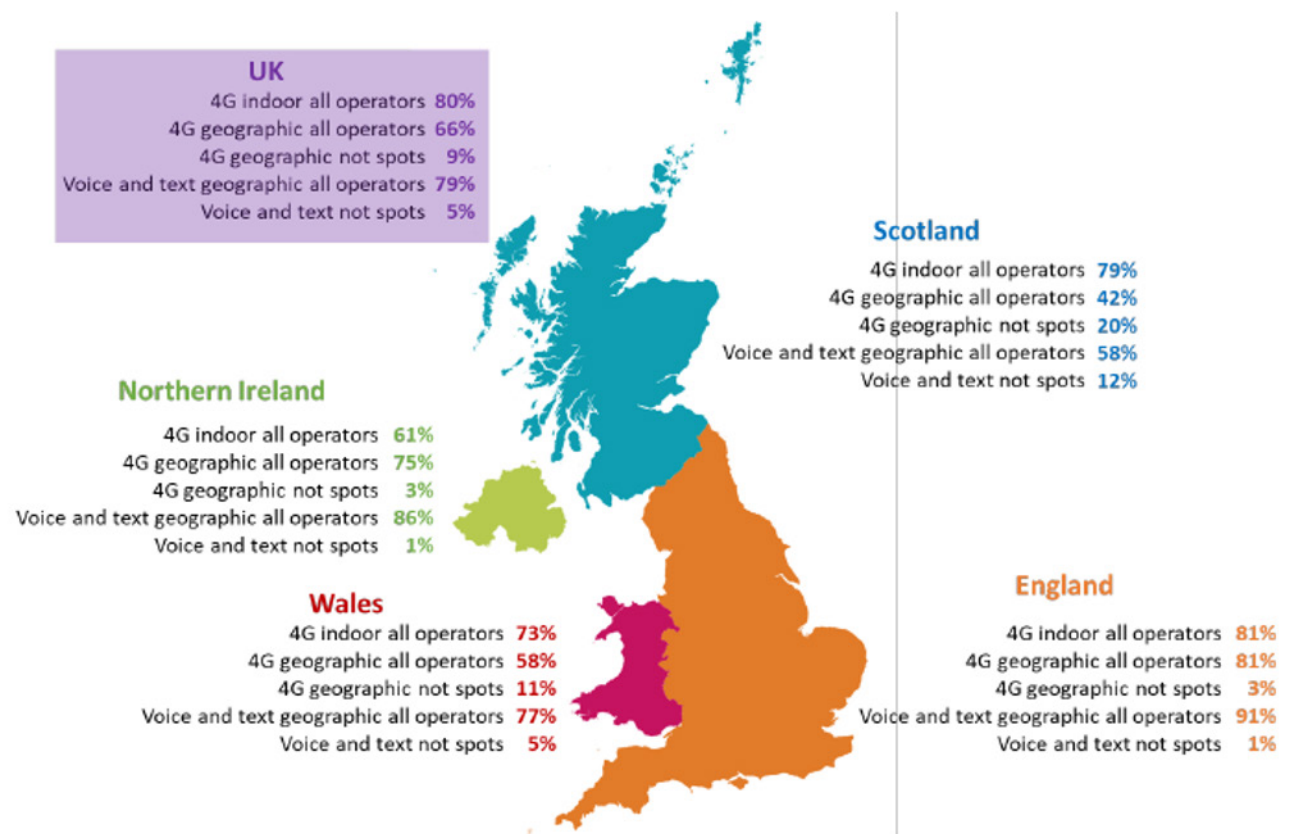 UK
4G indoor all operators 80%
4G geographic all operators 66%
4G geographic not spots 9%
Voice and text geographic all operators 79%
Voice and text not spots 5%
Scotland
4G indoor all operators 79%
4G geographic all operators 42%
4G geographic not spots 20%
Voice and text geographic all operators 58%
Voice and text not spots 12%
Northern Ireland
4G indoor all operators 61%
4G geographic all operators 75%
4G geographic not spots 3%
Voice and text geographic all operators 86%
Voice and text not spots 1%
Wales
4G indoor all operators 73%
4G geographic all operators 58%
4G geographic not spots 11%
Voice and text geographic all operators 77%
Voice and text not spots 5%
England
4G indoor all operators 81%
4G geographic all operators 81%
4G geographic not spots 3%
Voice and text geographic all operators 91%
Voice and text not spots 1%